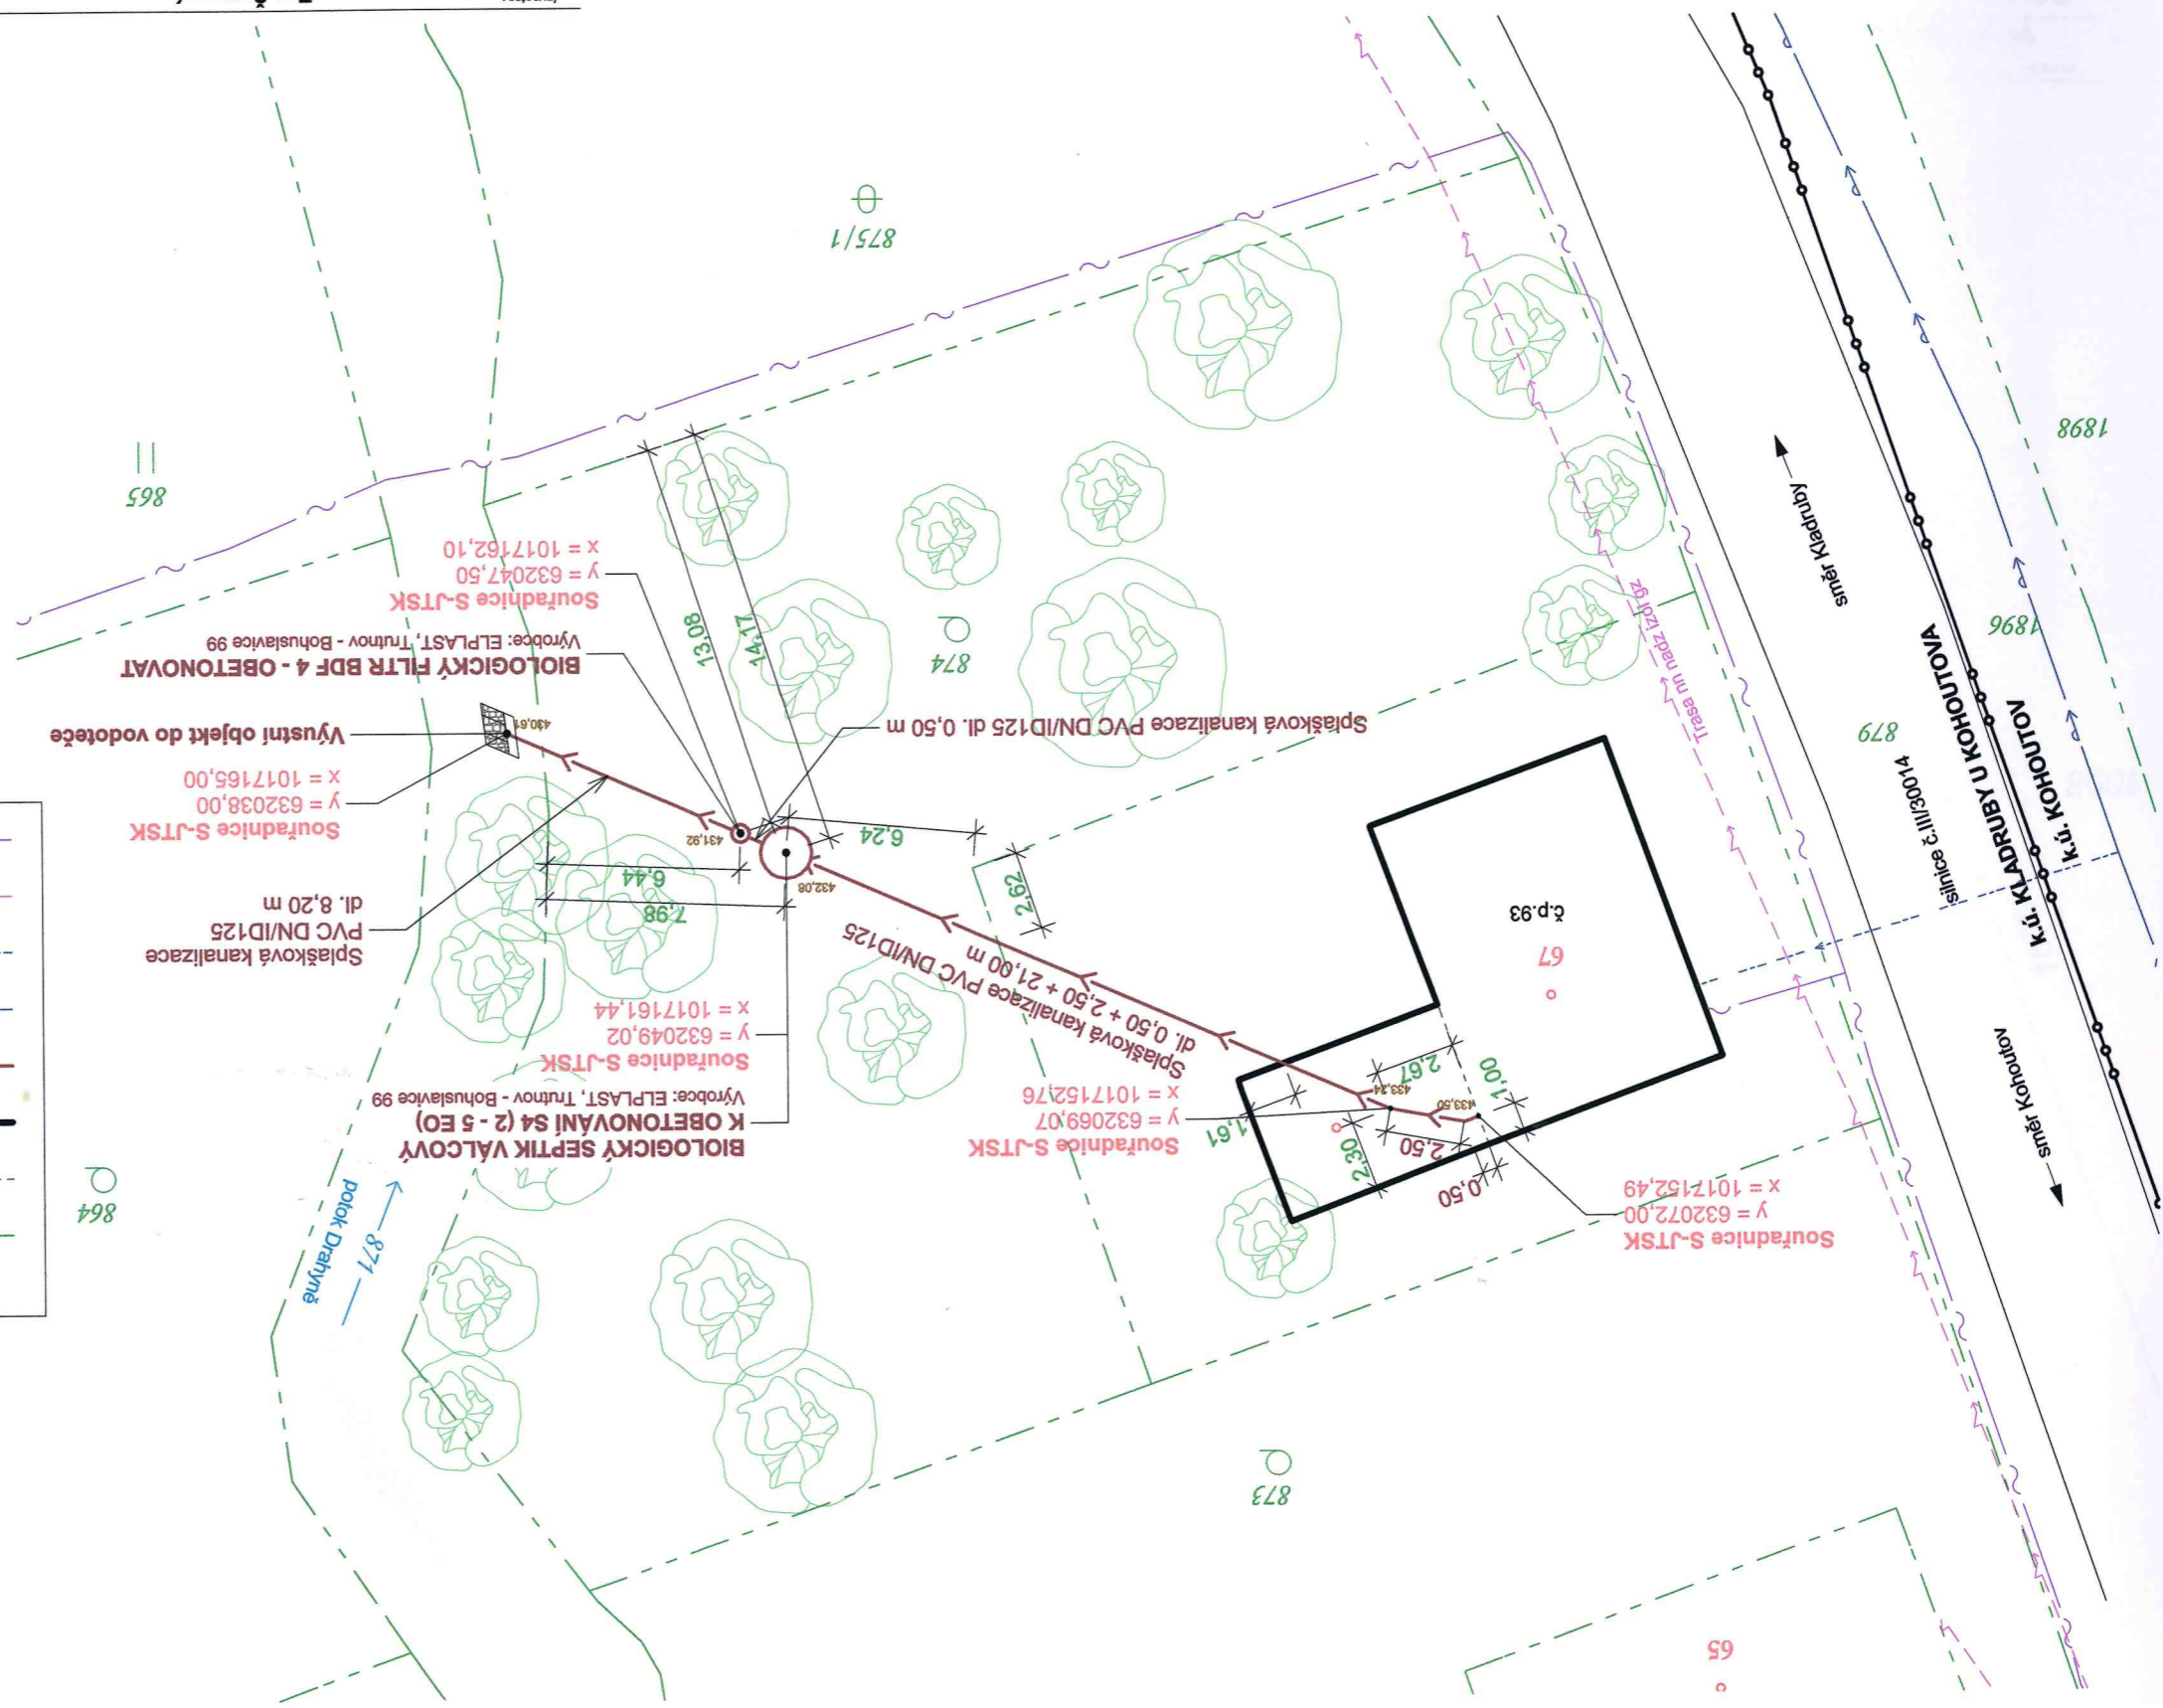 65
873
Souřadnice S-JTSK
y = 632072,00
x = 1017152,49
směr Kohoutov
0,50
2,50
2,30
1,61
1,00
2,67
433,50
433,34
Souřadnice S-JTSK
y = 632069,07
x = 1017152,76
67
č.p.93
Splašková kanalizace PVC DN/ID125
dl. 0,50 + 2,50 + 21,00 m
864
potok Drahyně
871
BIOLOGICKÝ SEPTIK VÁLCOVÝ
K OBETONOVÁNÍ S4 (2 - 5 EO)
Výrobce: ELPLAST, Trutnov - Bohuslavice 99
Souřadnice S-JTSK
y = 632049,02
x = 1017161,44
Splašková kanalizace
PVC DN/ID125
dl. 8,20 m
7,98
6,44
2,62
6,24
432,08
431,92
430,61
Souřadnice S-JTSK
y = 632038,00
x = 1017165,00
Výustní objekt do vodoteče
Splašková kanalizace PVC DN/ID125 dl. 0,50 m
silnice č.III/30014
k.ú. KLADRUBY U KOHOUTOVA
k.ú. KOHOUTOV
879
1896
1898
Trasa nn nadz izol gz
BIOLOGICKÝ FILTR BDF 4 - OBETONOVAT
Výrobce: ELPLAST, Trutnov - Bohuslavice 99
Souřadnice S-JTSK
y = 632047,50
x = 1017162,10
13,08
14,17
874
směr Kladruby
865
875/1